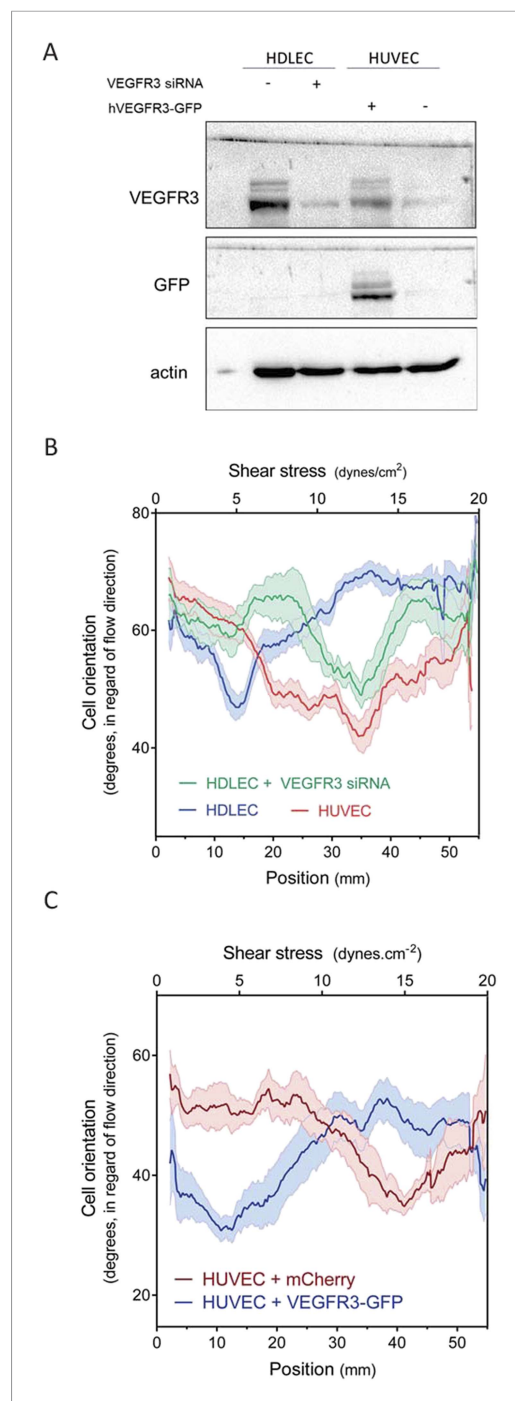 A
HDLEC HUVEC
VEGFR3 siRNA - +
hVEGFR3-GFP + -
VEGFR3
GFP
actin
B
Shear stress (dynes/cm²)
0 5 10 15 20
80
60
40
Cell orientation
(degrees, in regard of flow direction)
HDLEC + VEGFR3 siRNA
HDLEC HUVEC
0 10 20 30 40 50
Position (mm)
C
Shear stress (dynes.cm⁻²)
0 5 10 15 20
60
40
20
Cell orientation
(degrees, in regard of flow direction)
HUVEC + mCherry
HUVEC + VEGFR3-GFP
0 10 20 30 40 50
Position (mm)